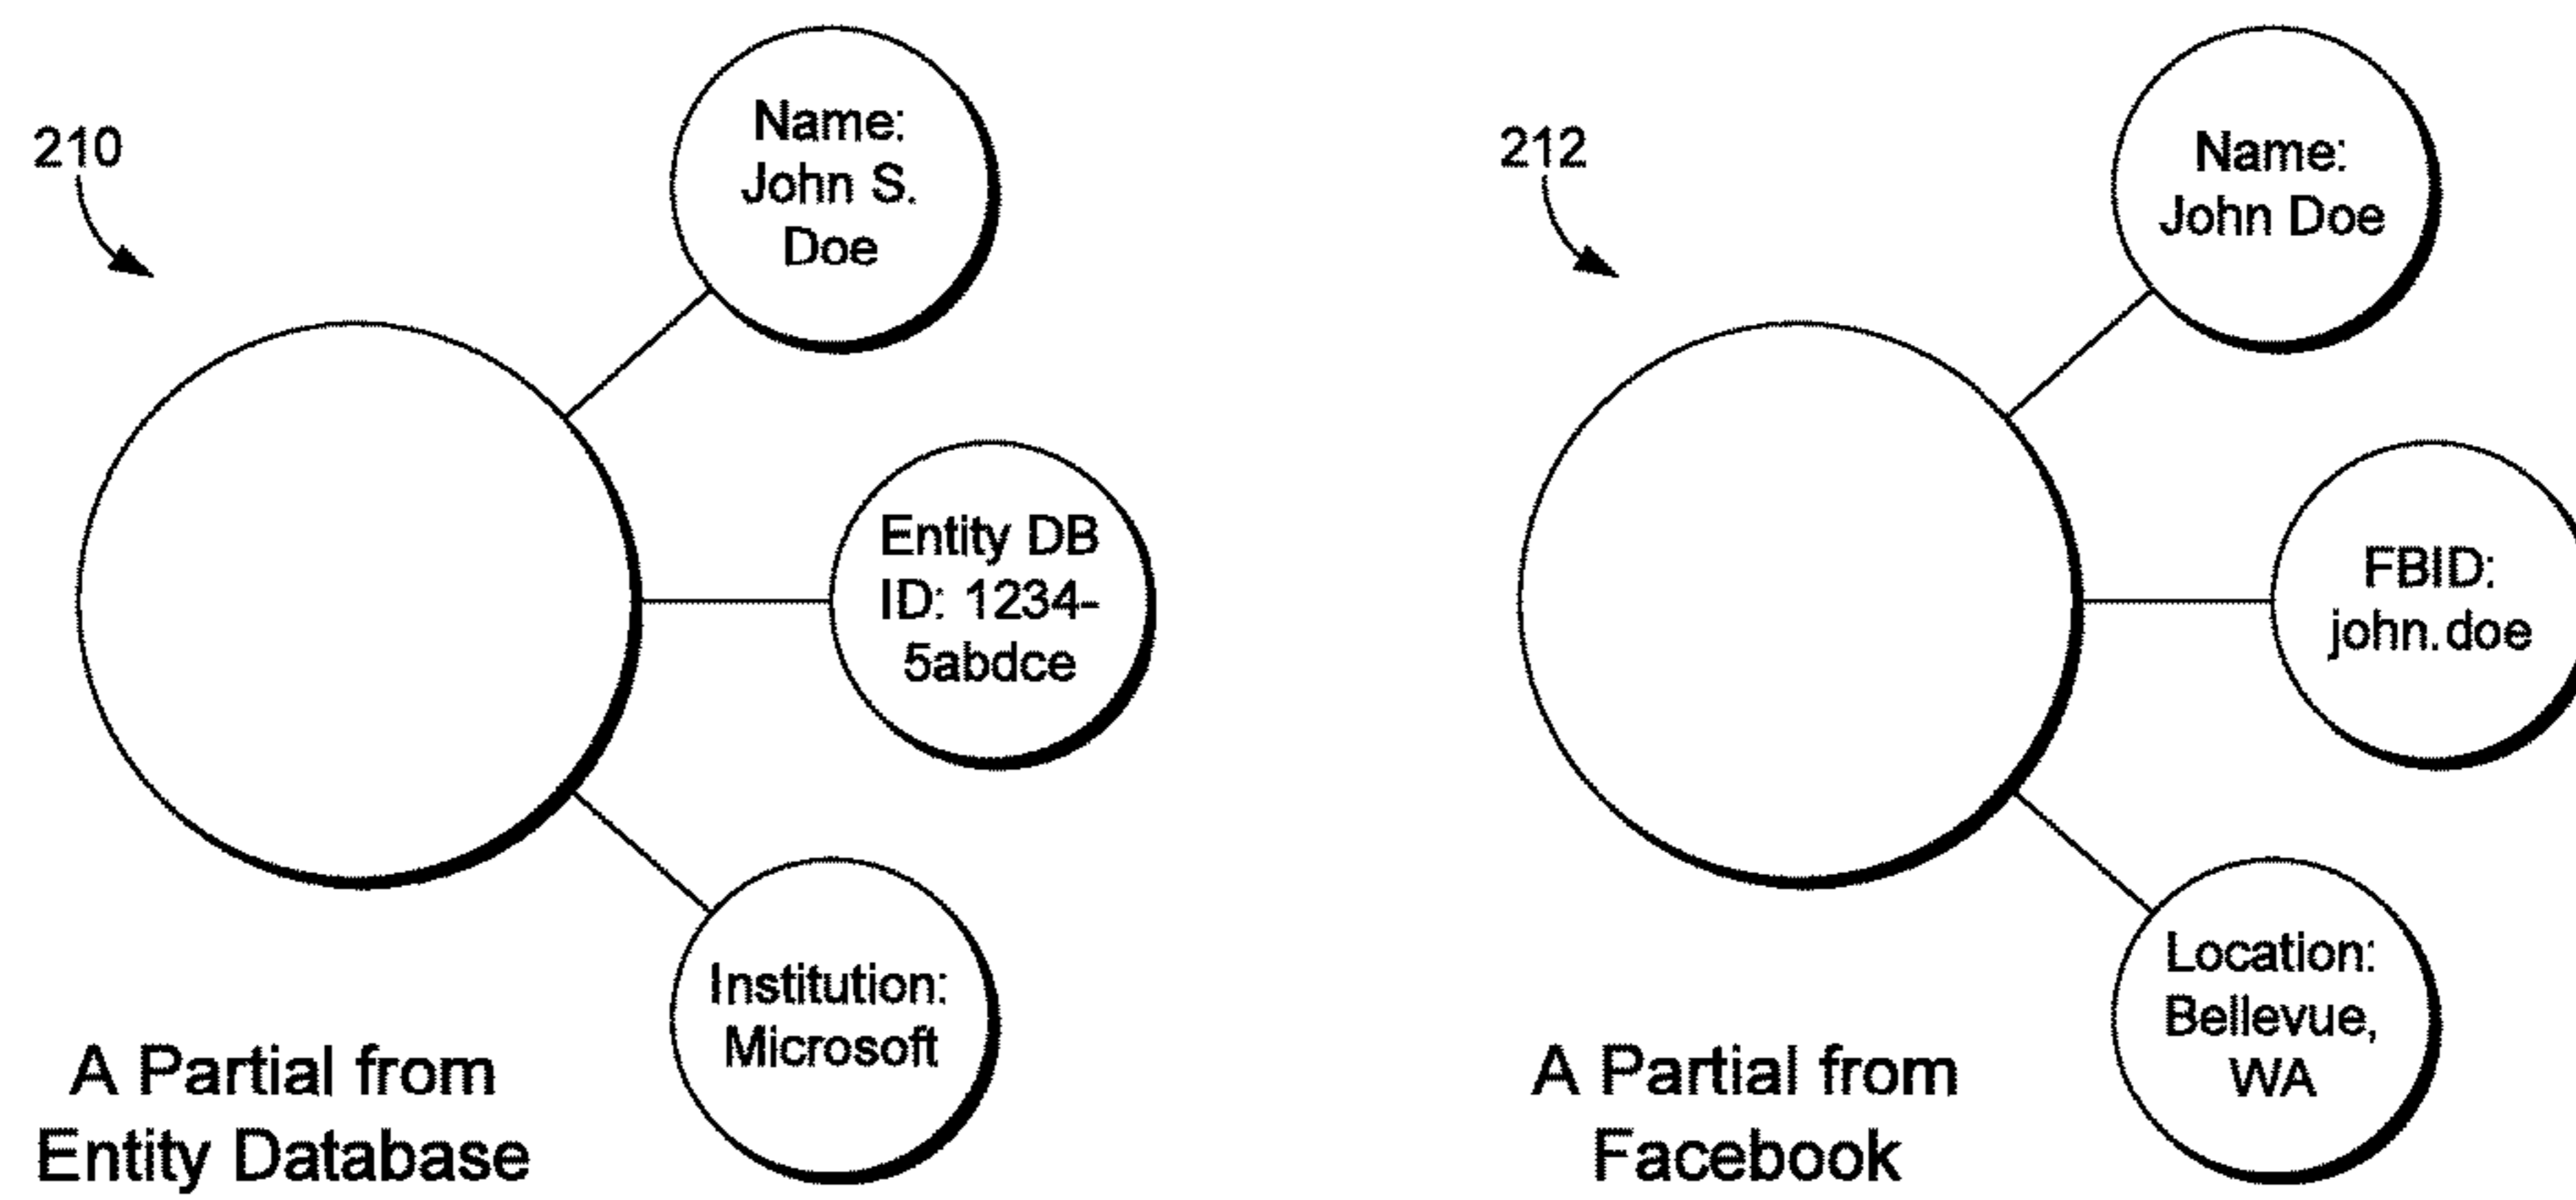 210
Name:
John S.
Doe
Entity DB
ID: 1234-
5abdce
Institution:
Microsoft
A Partial from
Entity Database
212
Name:
John Doe
FBID:
john.doe
Location:
Bellevue,
WA
A Partial from
Facebook